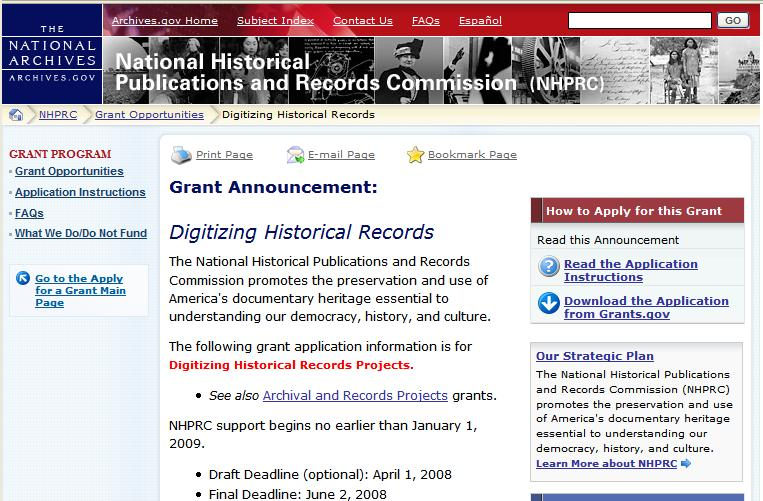 THE
NATIONAL
ARCHIVES
ARCHIVES.GOV
Archives.gov Home Subject Index Contact Us FAQs Español GO
National Historical
Publications and Records Commission (NHPRC)
NHPRC Grant Opportunities Digitizing Historical Records
GRANT PROGRAM
Grant Opportunities
Application Instructions
FAQs
What We Do/Do Not Fund
Go to the Apply
for a Grant Main
Page
Print Page E-mail Page Bookmark Page
Grant Announcement:
Digitizing Historical Records
The National Historical Publications and Records
Commission promotes the preservation and use of
America's documentary heritage essential to
understanding our democracy, history, and culture.
The following grant application information is for
Digitizing Historical Records Projects.
• See also Archival and Records Projects grants.
NHPRC support begins no earlier than January 1,
2009.
• Draft Deadline (optional): April 1, 2008
• Final Deadline: June 2, 2008
How to Apply for this Grant
Read this Announcement
Read the Application
Instructions
Download the Application
from Grants.gov
Our Strategic Plan
The National Historical Publications
and Records Commission (NHPRC)
promotes the preservation and use
of America's documentary heritage
essential to understanding our
democracy, history, and culture.
Learn More about NHPRC